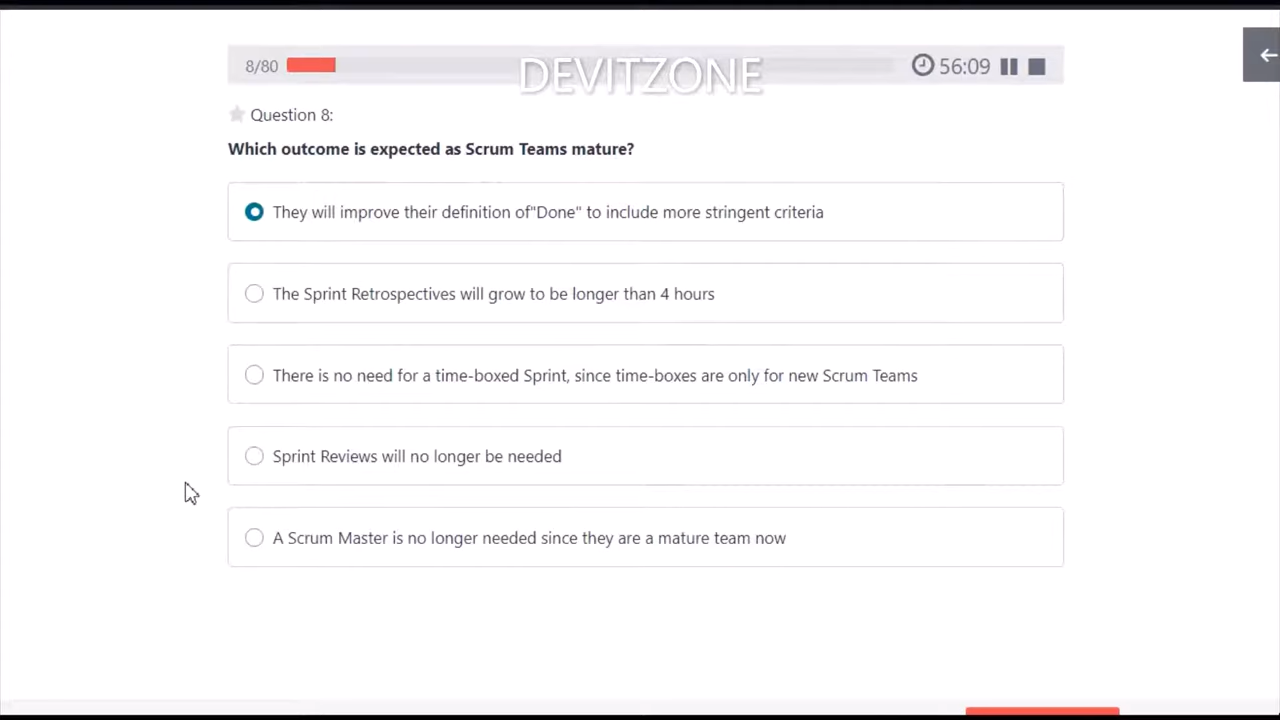 8/80
DEVITZONE
56:09
Question 8:
Which outcome is expected as Scrum Teams mature?
They will improve their definition of"Done" to include more stringent criteria
The Sprint Retrospectives will grow to be longer than 4 hours
There is no need for a time-boxed Sprint, since time-boxes are only for new Scrum Teams
Sprint Reviews will no longer be needed
A Scrum Master is no longer needed since they are a mature team now